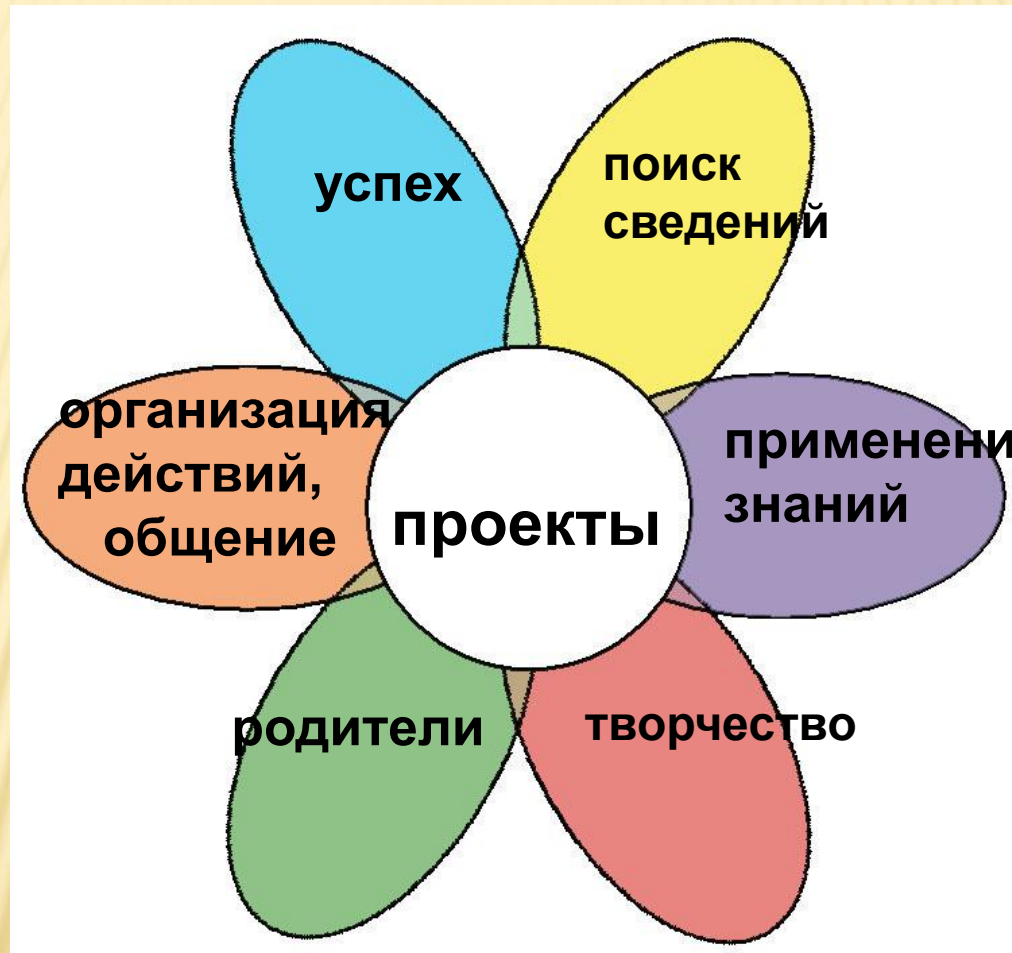 успех
поиск
сведений
организация
действий,
общение
проекты
применени
знаний
родители
творчество